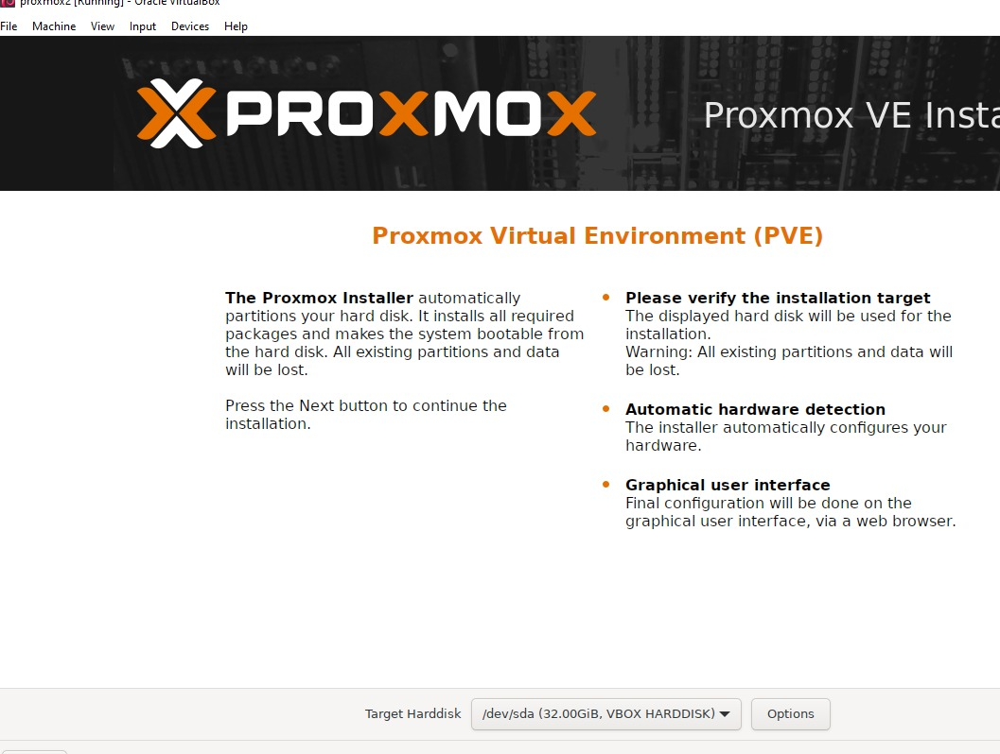 proxmox2 [Running] - Oracle VirtualBox
File Machine View Input Devices Help
PROXMOX
Proxmox VE Insta
Proxmox Virtual Environment (PVE)
The Proxmox Installer automatically
partitions your hard disk. It installs all required
packages and makes the system bootable from
the hard disk. All existing partitions and data
will be lost.
Press the Next button to continue the
installation.
Please verify the installation target
The displayed hard disk will be used for the
installation.
Warning: All existing partitions and data will
be lost.
Automatic hardware detection
The installer automatically configures your
hardware.
Graphical user interface
Final configuration will be done on the
graphical user interface, via a web browser.
Target Harddisk /dev/sda (32.00GiB, VBOX HARDDISK) Options